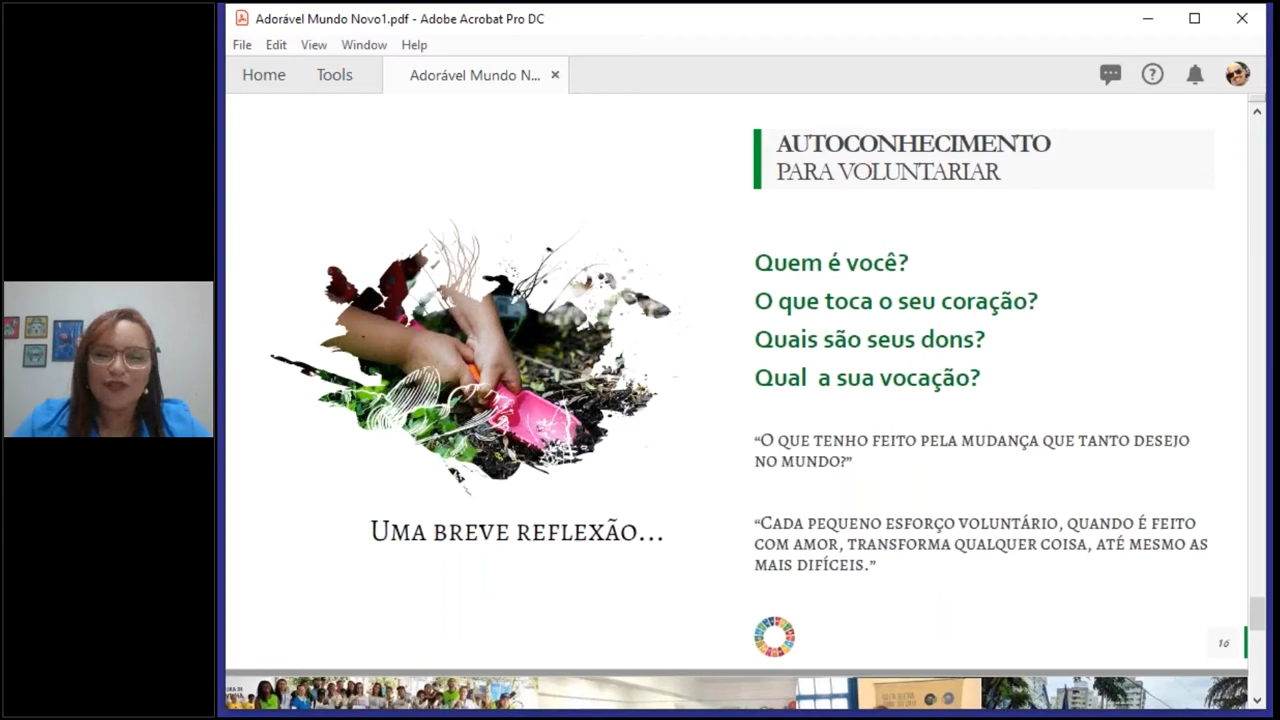 Adorável Mundo Novo1.pdf - Adobe Acrobat Pro DC
File Edit View Window Help
Home Tools Adorável Mundo N... ×
AUTOCONHECIMENTO
PARA VOLUNTARIAR
Quem é você?
O que toca o seu coração?
Quais são seus dons?
Qual a sua vocação?
“O QUE TENHO FEITO PELA MUDANÇA QUE TANTO DESEJO
NO MUNDO?”
UMA BREVE REFLEXÃO...
“CADA PEQUENO ESFORÇO VOLUNTÁRIO, QUANDO É FEITO
COM AMOR, TRANSFORMA QUALQUER COISA, ATÉ MESMO AS
MAIS DIFÍCEIS.”
16